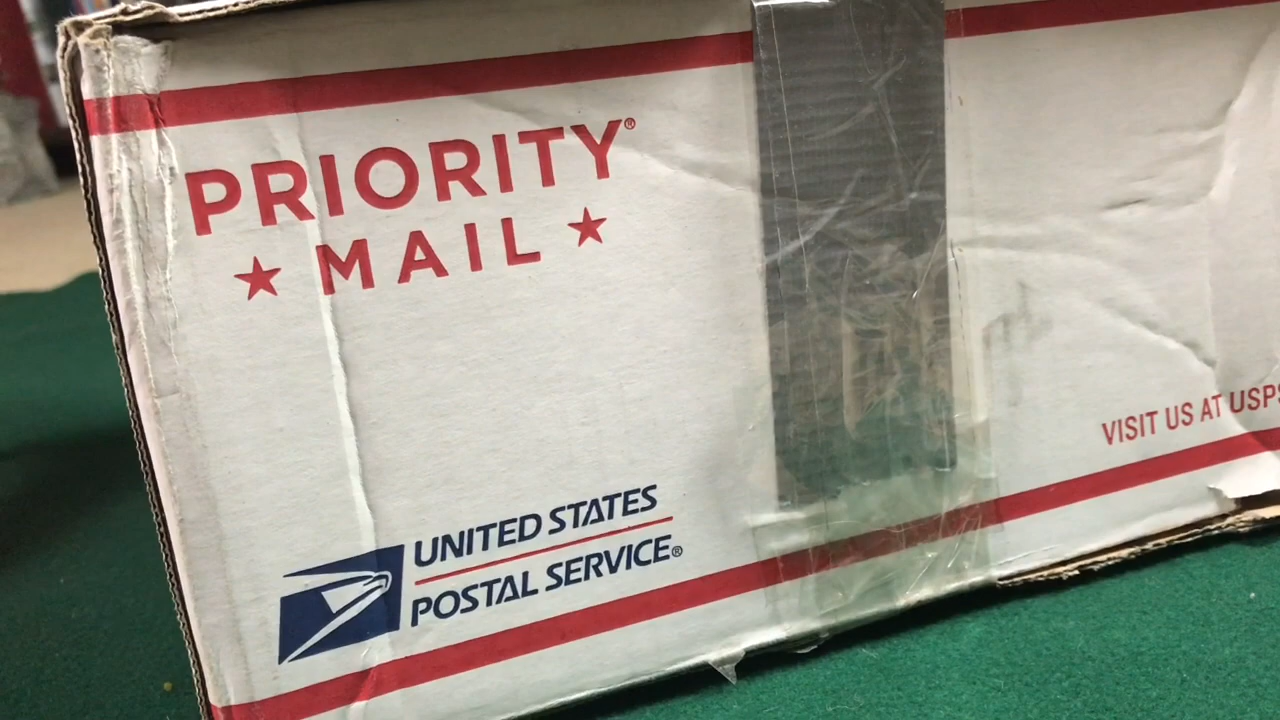 PRIORITY®
★ MAIL ★
UNITED STATES
POSTAL SERVICE®
VISIT US AT USPS